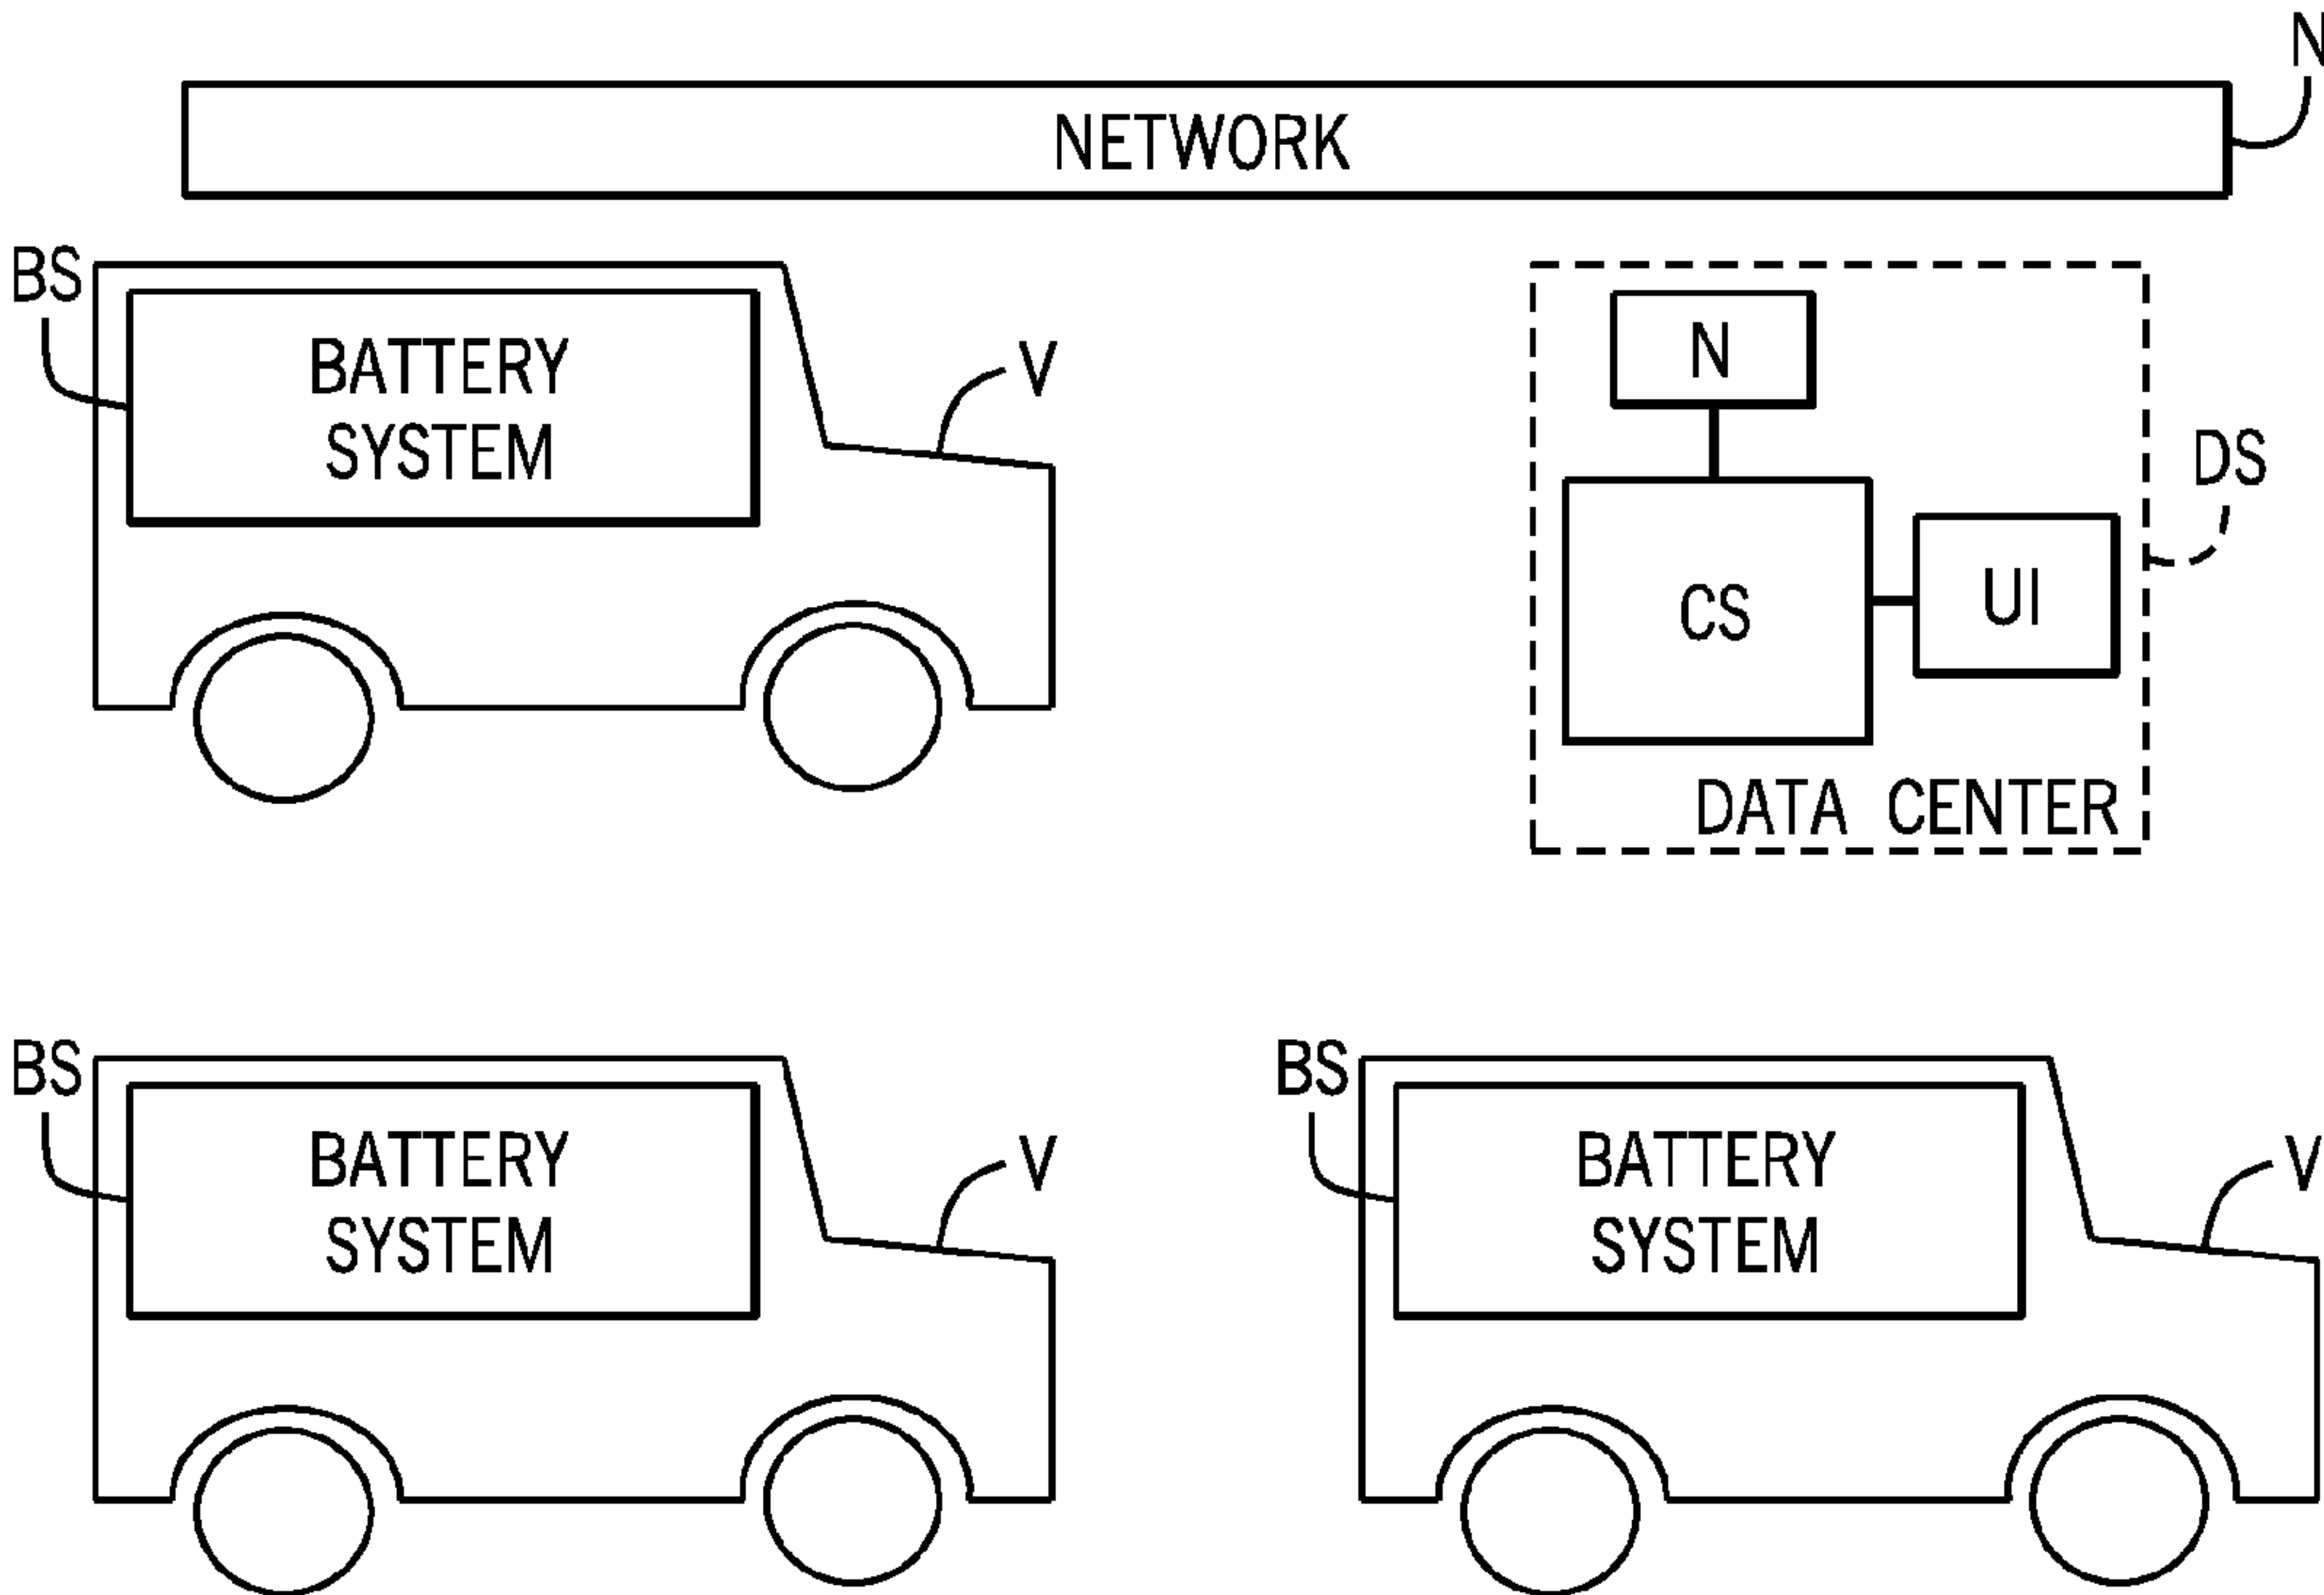 N
NETWORK
BS
BATTERY
SYSTEM
V
N
CS
UI
DS
DATA CENTER
BS
BATTERY
SYSTEM
V
BS
BATTERY
SYSTEM
V